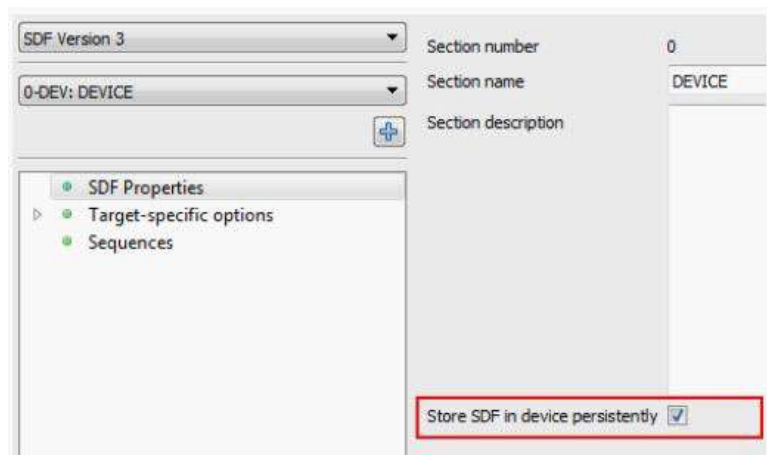 SDF Version 3
0-DEV: DEVICE
SDF Properties
Target-specific options
Sequences
Section number 0
Section name DEVICE
Section description
Store SDF in device persistently